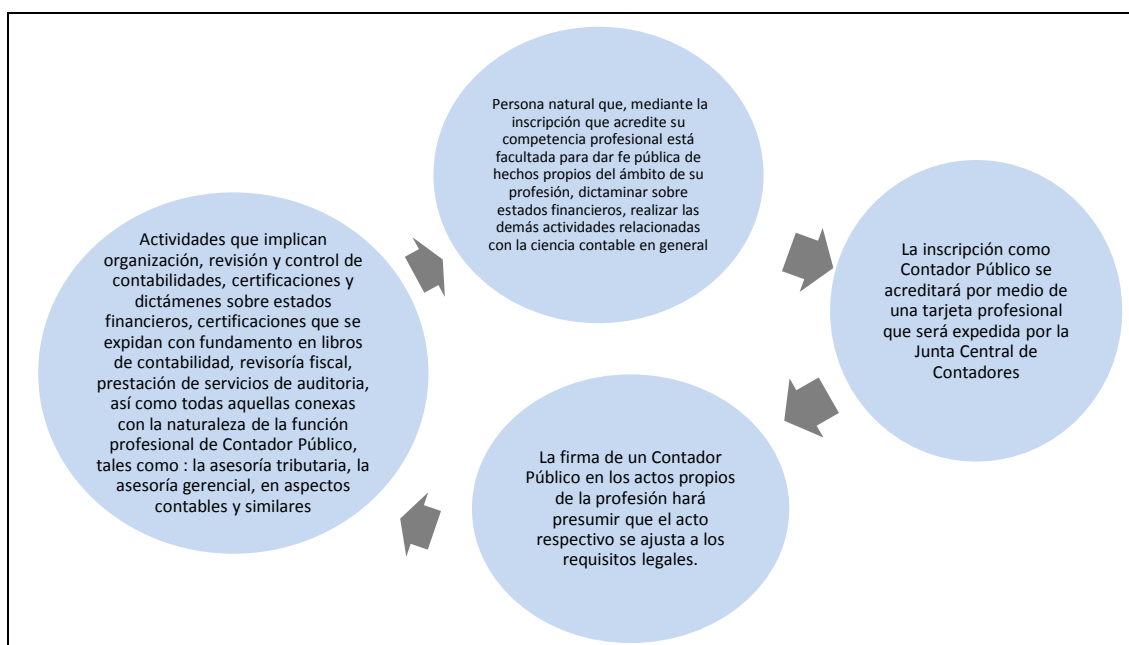 Persona natural que, mediante la
inscripción que acredite su
competencia profesional está
facultada para dar fe pública de
hechos propios del ámbito de su
profesión, dictaminar sobre
estados financieros, realizar las
demás actividades relacionadas
con la ciencia contable en general
La inscripción como
Contador Público se
acreditará por medio de
una tarjeta profesional
que será expedida por la
Junta Central de
Contadores
La firma de un Contador
Público en los actos propios
de la profesión hará
presumir que el acto
respectivo se ajusta a los
requisitos legales.
Actividades que implican
organización, revisión y control de
contabilidades, certificaciones y
dictámenes sobre estados
financieros, certificaciones que se
expidan con fundamento en libros
de contabilidad, revisoría fiscal,
prestación de servicios de auditoria,
así como todas aquellas conexas
con la naturaleza de la función
profesional de Contador Público,
tales como : la asesoría tributaria, la
asesoría gerencial, en aspectos
contables y similares